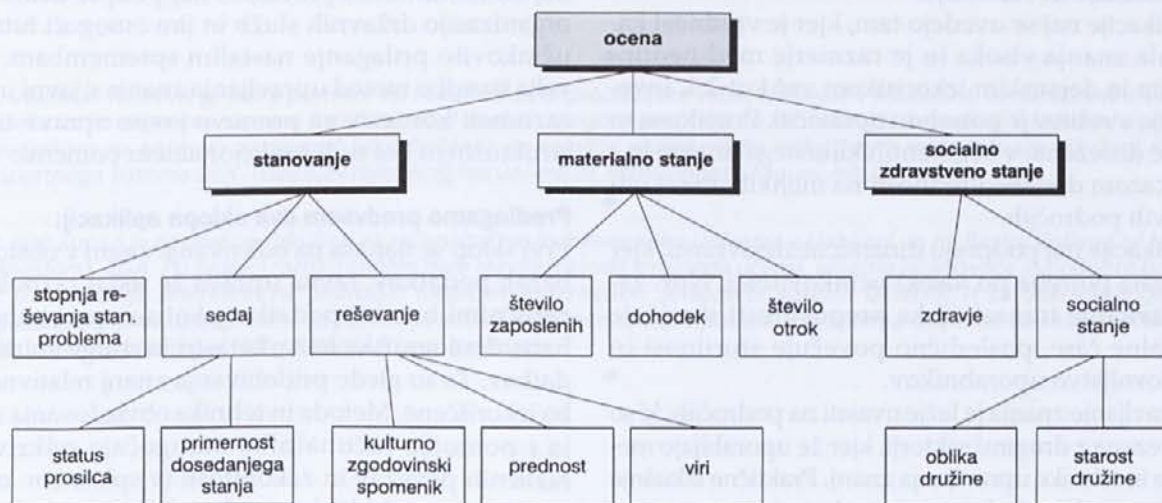 ocena
stanovanje
materialno stanje
socialno
zdravstveno stanje
stopnja re-
ševanja stan.
problema
sedaj
reševanje
število
zaposlenih
dohodek
število
otrok
zdravje
socialno
stanje
status
prosilca
primernost
dosedanjega
stanja
kulturno
zgodovinski
spomenik
prednost
viri
oblika
družine
starost
družine